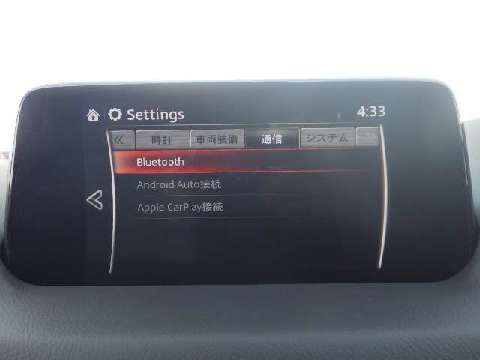 Settings 4:33
時計 車両装備 通信 システム
Bluetooth
Android Auto接続
Apple CarPlay接続